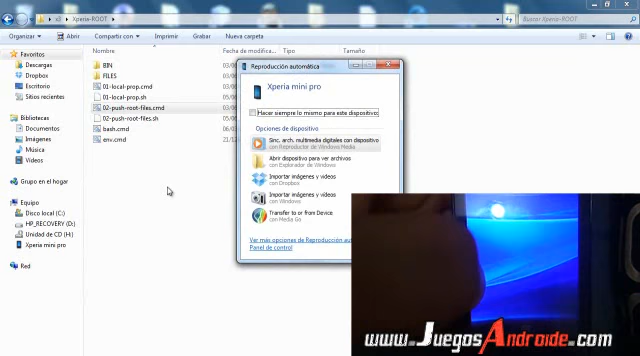 x2 ▸ Xperia-ROOT
Buscar Xperia-ROOT
Organizar
Compartir con
Imprimir
Grabar
Nueva carpeta
Favoritos
Descargas
Dropbox
Escritorio
Sitios recientes
Bibliotecas
Documentos
Imágenes
Música
Vídeos
Grupo en el hogar
Equipo
Disco local (C:)
HP_RECOVERY (D:)
Unidad de CD (H:)
Xperia mini pro
Red
Nombre
Fecha de modifica...
Tipo
Tamaño
BIN
FILES
01-local-prop.cmd
01-local-prop.sh
02-push-root-files.cmd
02-push-root-files.sh
bash.cmd
env.cmd
Reproducción automática
Xperia mini pro
Hacer siempre lo mismo para este dispositivo:
Opciones de dispositivo
Sinc. arch. multimedia digitales con dispositivo
con Reproductor de Windows Media
Abrir dispositivo para ver archivos
con Explorador de Windows
Importar imágenes y vídeos
con Dropbox
Importar imágenes y vídeos
con Windows
Transfer to or from Device
con Media Go
Ver más opciones de Reproducción
Panel de control
www.JuegosAndroide.com